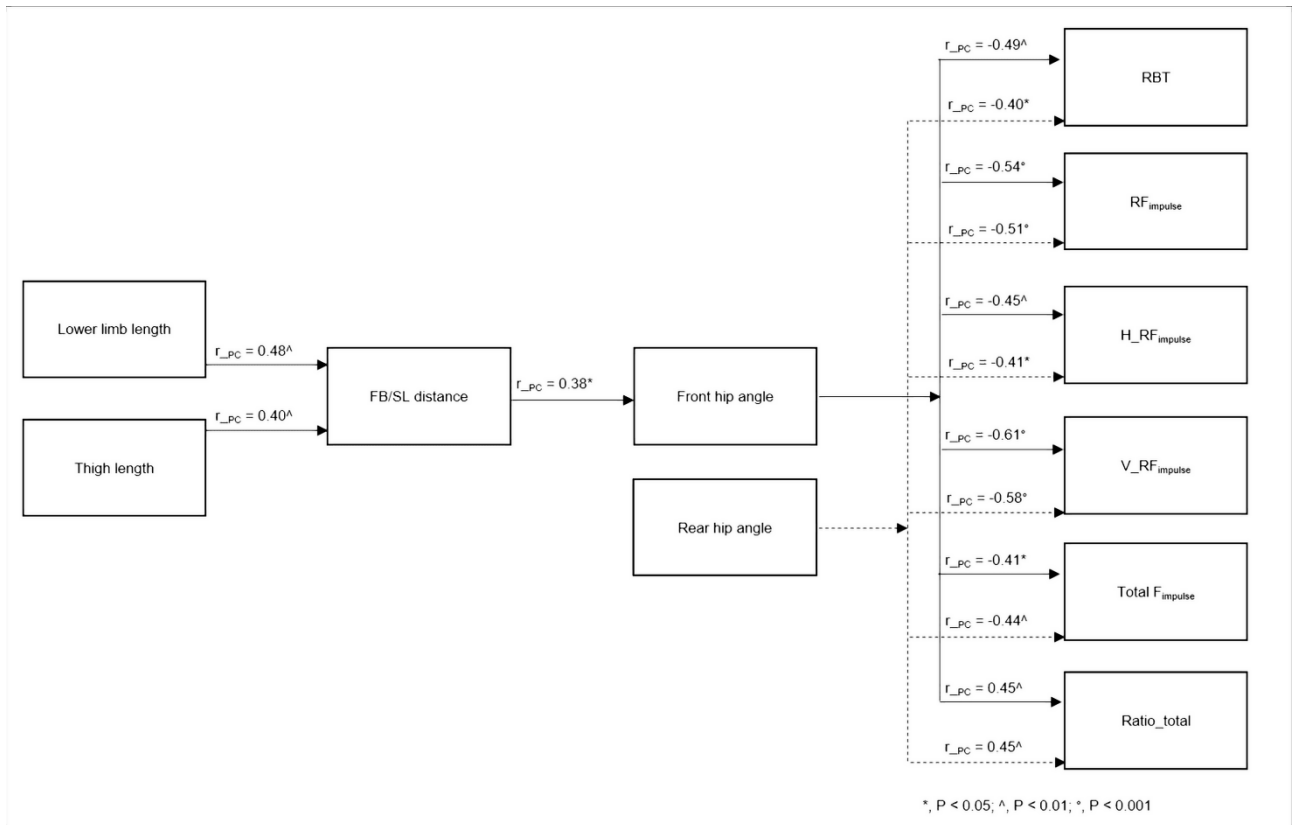 r_PC = -0.49^
RBT
r_PC = -0.40*
r_PC = -0.54°
RFimpulse
r_PC = -0.51°
Lower limb length
r_PC = 0.48^
r_PC = -0.45^
H_RFimpulse
r_PC = -0.41*
FB/SL distance
r_PC = 0.38*
Front hip angle
r_PC = 0.40^
Thigh length
r_PC = -0.61°
V_RFimpulse
r_PC = -0.58°
Rear hip angle
r_PC = -0.41*
Total Fimpulse
r_PC = -0.44^
r_PC = 0.45^
Ratio_total
r_PC = 0.45^
*, P < 0.05; ^, P < 0.01; °, P < 0.001